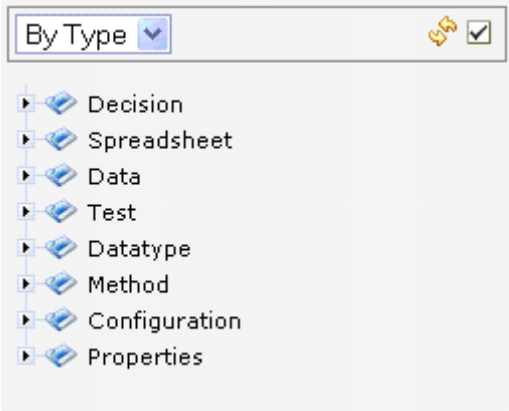 By Type
Decision
Spreadsheet
Data
Test
Datatype
Method
Configuration
Properties